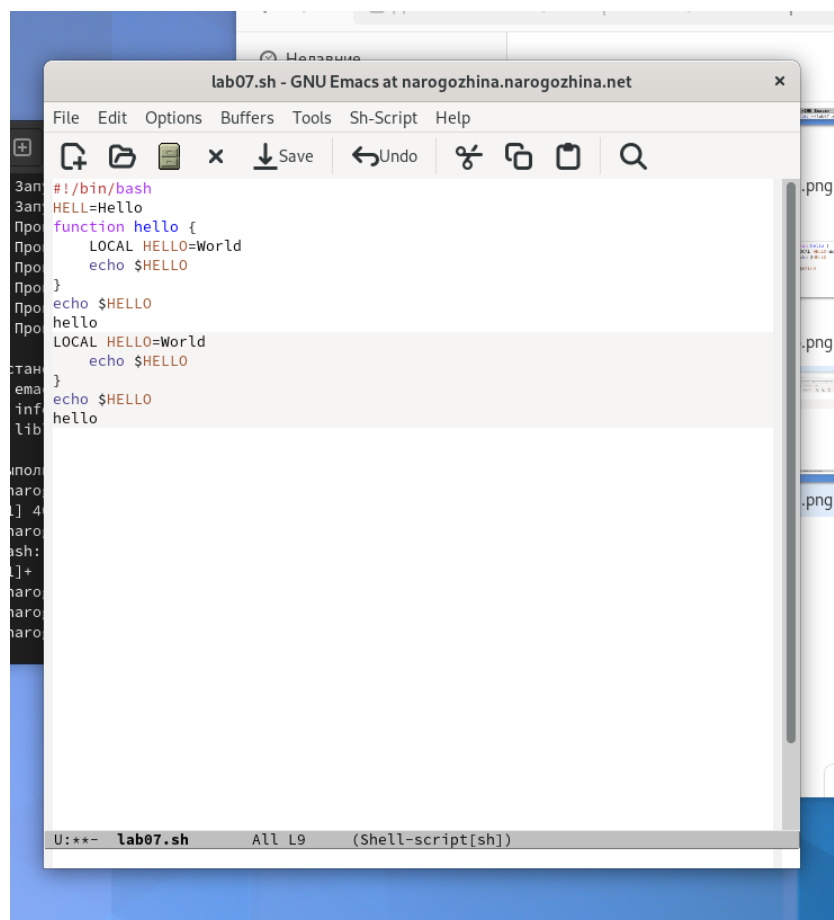 Недавние
lab07.sh - GNU Emacs at narogozhina.narogozhina.net
File Edit Options Buffers Tools Sh-Script Help
Save Undo
#!/bin/bash
HELL=Hello
function hello {
    LOCAL HELLO=World
    echo $HELLO
}
echo $HELLO
hello
LOCAL HELLO=World
    echo $HELLO
}
echo $HELLO
hello
U:**- lab07.sh All L9 (Shell-script[sh])
.png
.png
.png